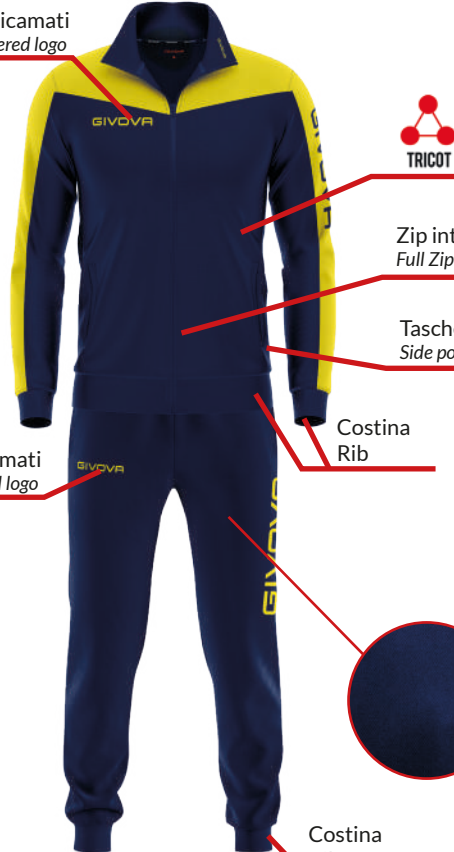 icamati
ered logo
GIVOVA
GIVOVA
TRICOT
Zip int
Full Zip
Tasche
Side po
Costina
Rib
mati
logo
GIVOVA
GIVOVA
Costina